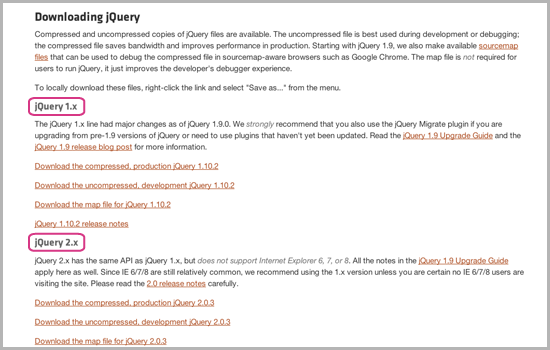 Downloading jQuery
Compressed and uncompressed copies of jQuery files are available. The uncompressed file is best used during development or debugging;
the compressed file saves bandwidth and improves performance in production. Starting with jQuery 1.9, we also make available sourcemap
files that can be used to debug the compressed file in sourcemap-aware browsers such as Google Chrome. The map file is not required for
users to run jQuery, it just improves the developer's debugger experience.
To locally download these files, right-click the link and select "Save as..." from the menu.
jQuery 1.x
The jQuery 1.x line had major changes as of jQuery 1.9.0. We strongly recommend that you also use the jQuery Migrate plugin if you are
upgrading from pre-1.9 versions of jQuery or need to use plugins that haven't yet been updated. Read the jQuery 1.9 Upgrade Guide and the
jQuery 1.9 release blog post for more information.
Download the compressed, production jQuery 1.10.2
Download the uncompressed, development jQuery 1.10.2
Download the map file for jQuery 1.10.2
jQuery 1.10.2 release notes
jQuery 2.x
jQuery 2.x has the same API as jQuery 1.x, but does not support Internet Explorer 6, 7, or 8. All the notes in the jQuery 1.9 Upgrade Guide
apply here as well. Since IE 6/7/8 are still relatively common, we recommend using the 1.x version unless you are certain no IE 6/7/8 users are
visiting the site. Please read the 2.0 release notes carefully.
Download the compressed, production jQuery 2.0.3
Download the uncompressed, development jQuery 2.0.3
Download the map file for jQuery 2.0.3